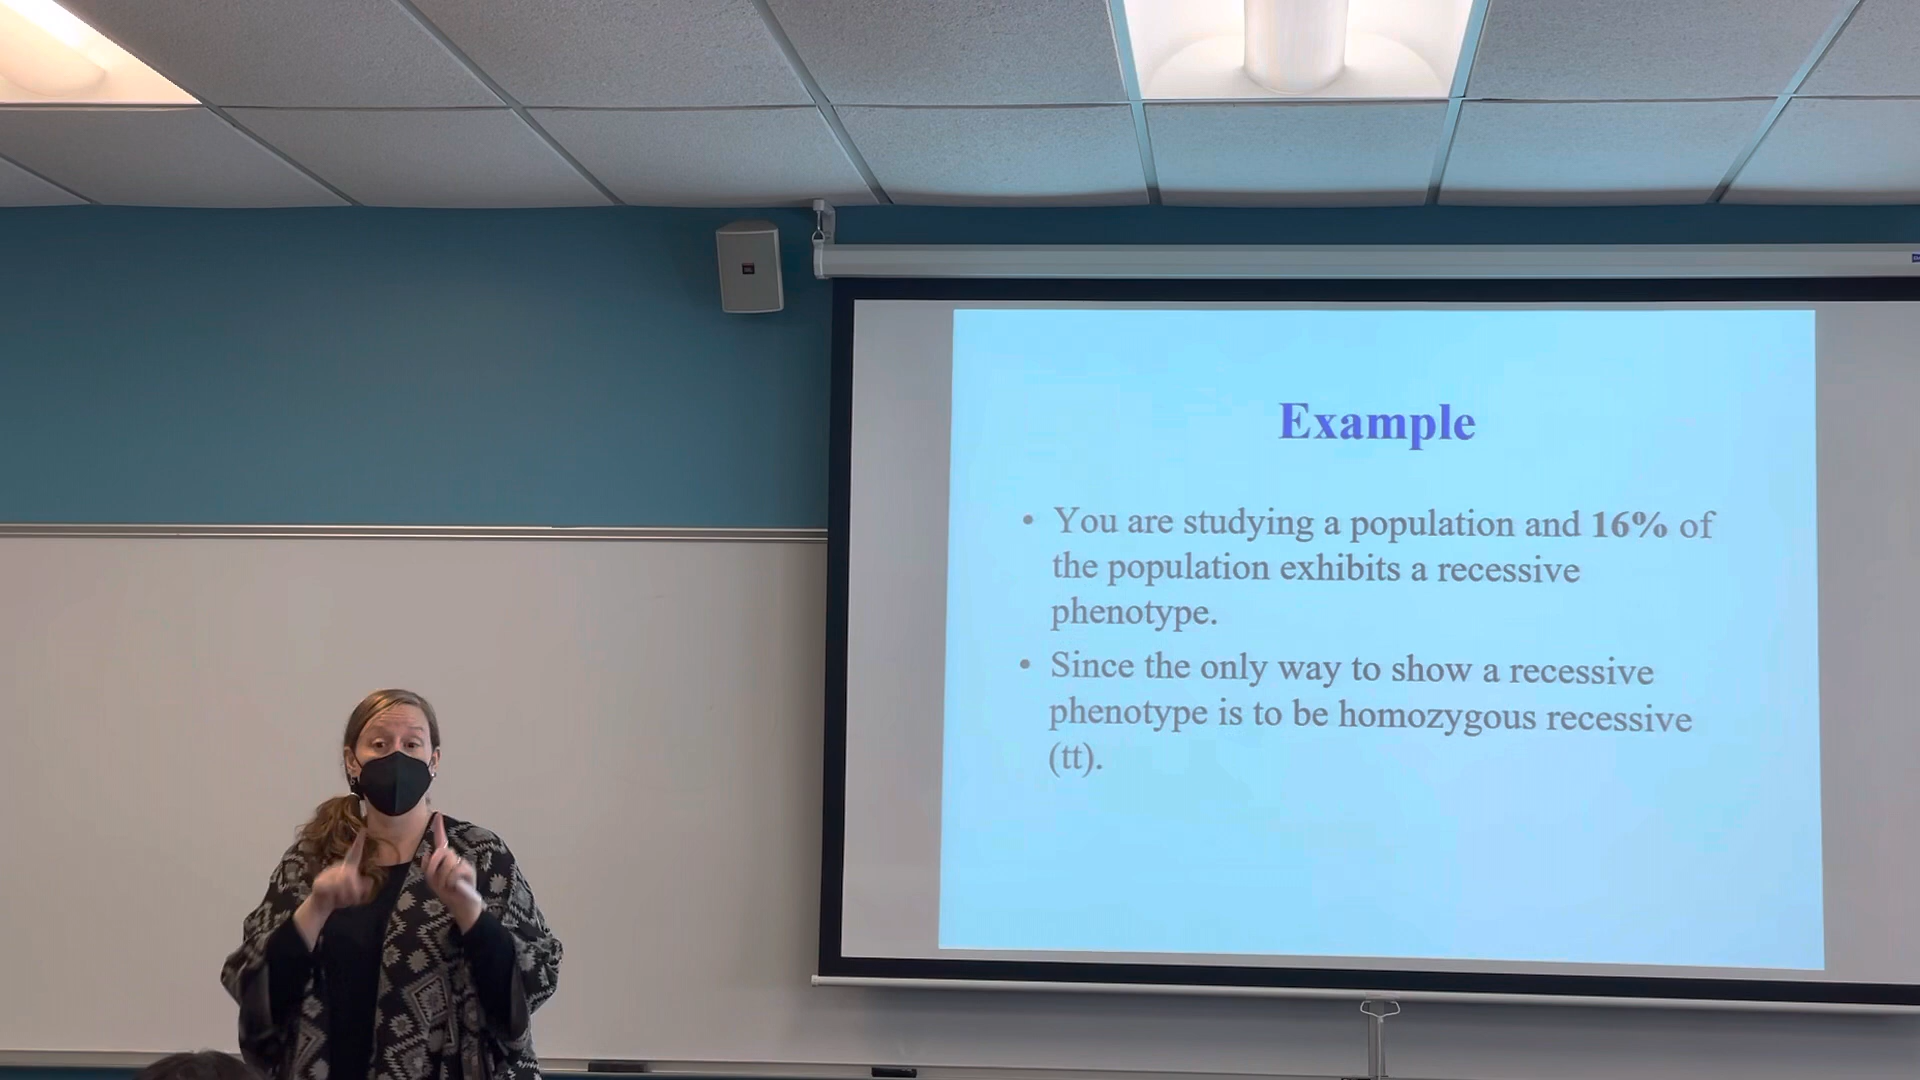 Example
• You are studying a population and 16% of
the population exhibits a recessive
phenotype.
• Since the only way to show a recessive
phenotype is to be homozygous recessive
(tt).